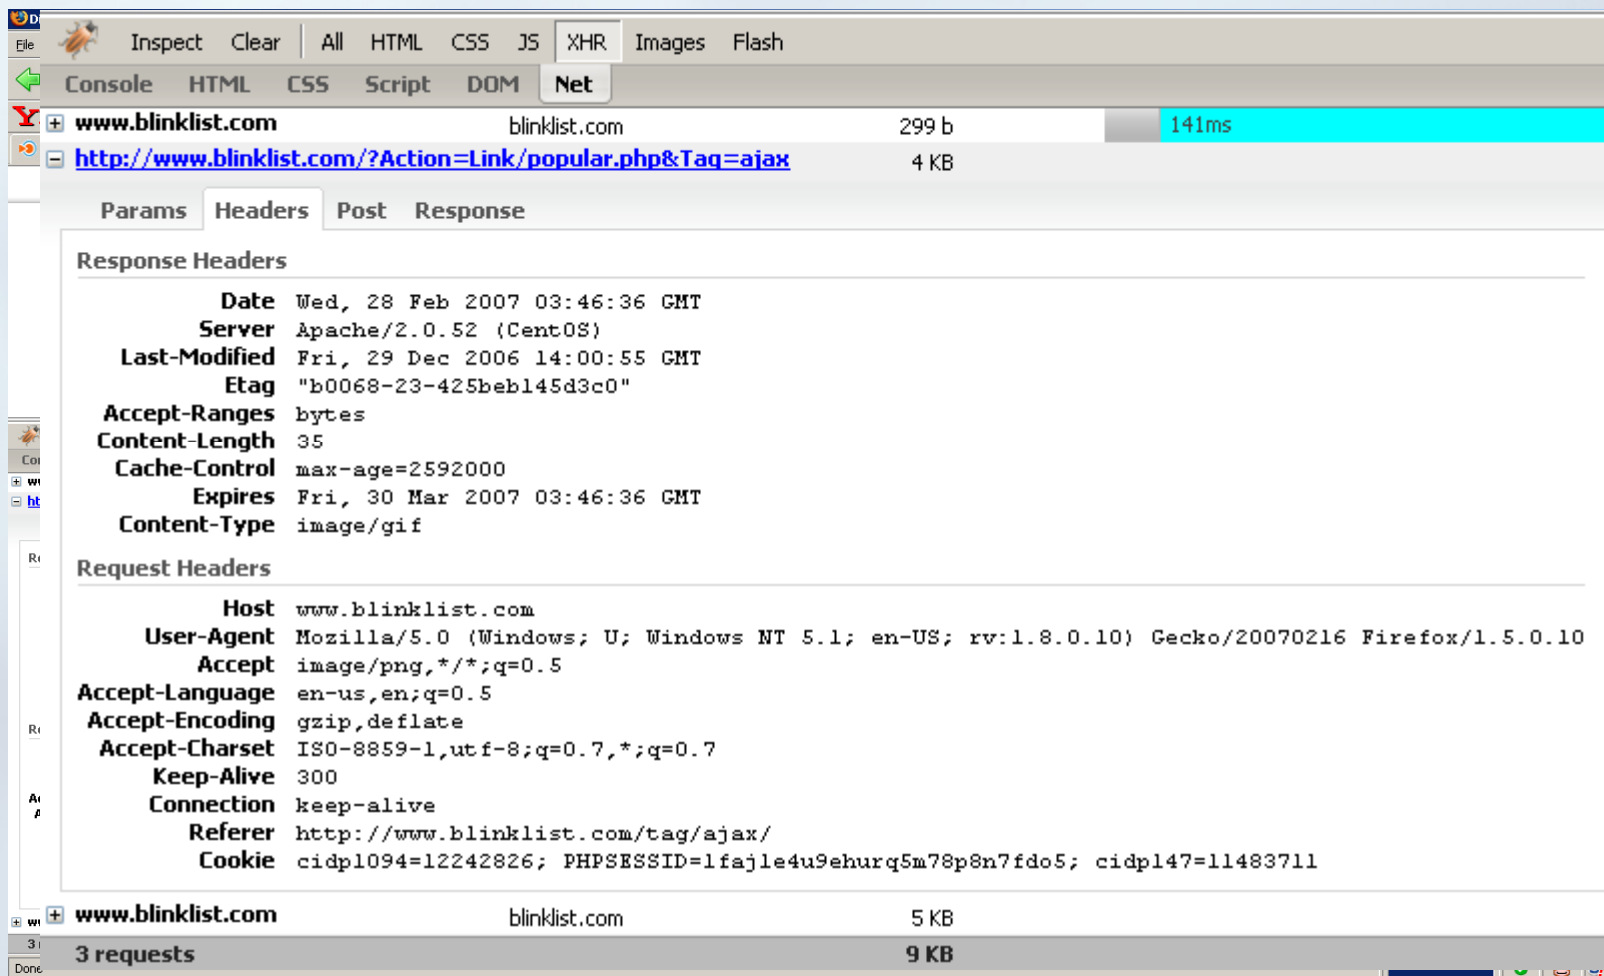 Di
File
Inspect Clear All HTML CSS JS XHR Images Flash
Console HTML CSS Script DOM Net
www.blinklist.com blinklist.com 299 b 141ms
http://www.blinklist.com/?Action=Link/popular.php&Tag=ajax 4 KB
Params Headers Post Response
Response Headers
Date Wed, 28 Feb 2007 03:46:36 GMT
Server Apache/2.0.52 (CentOS)
Last-Modified Fri, 29 Dec 2006 14:00:55 GMT
Etag "b0068-23-425beb145d3c0"
Accept-Ranges bytes
Content-Length 35
Cache-Control max-age=2592000
Expires Fri, 30 Mar 2007 03:46:36 GMT
Content-Type image/gif
Request Headers
Host www.blinklist.com
User-Agent Mozilla/5.0 (Windows; U; Windows NT 5.1; en-US; rv:1.8.0.10) Gecko/20070216 Firefox/1.5.0.10
Accept image/png,*/*;q=0.5
Accept-Language en-us,en;q=0.5
Accept-Encoding gzip,deflate
Accept-Charset ISO-8859-1,utf-8;q=0.7,*;q=0.7
Keep-Alive 300
Connection keep-alive
Referer http://www.blinklist.com/tag/ajax/
Cookie cidp1094=12242826; PHPSESSID=1fajle4u9ehurq5m78p8n7fdo5; cidp147=11483711
www.blinklist.com blinklist.com 5 KB
3 requests 9 KB
Done